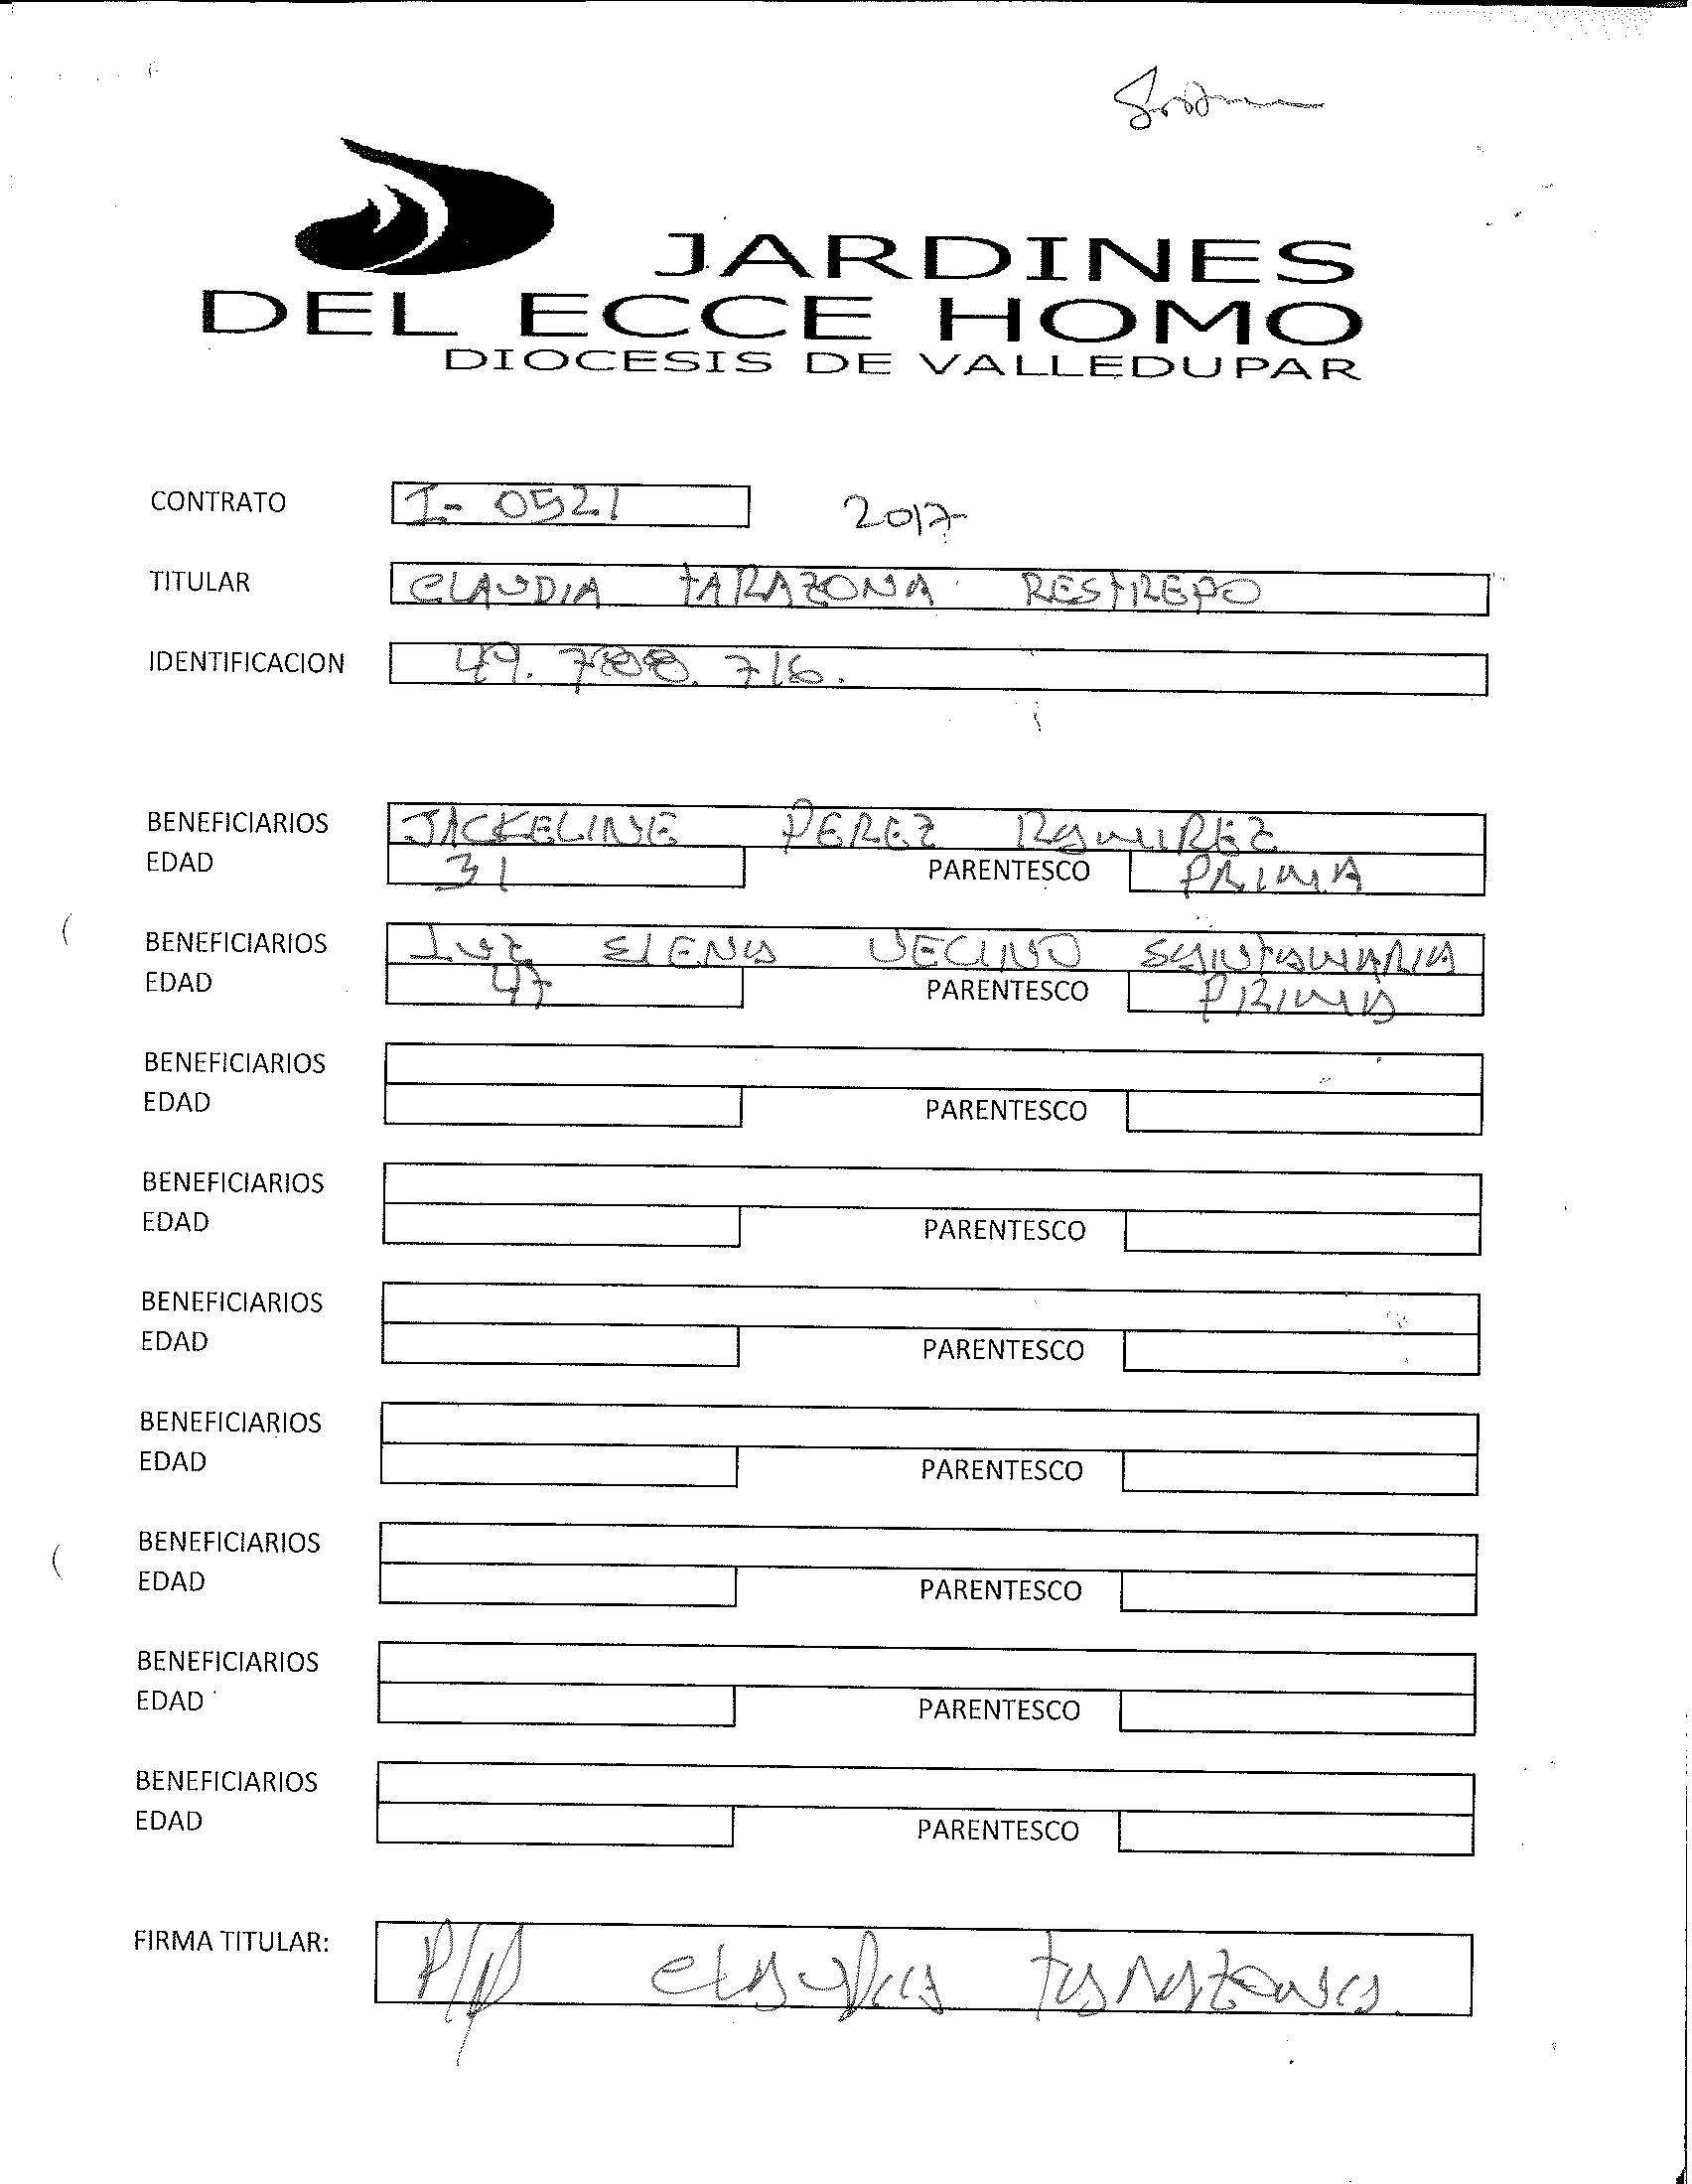 JARDINES
DEL ECCE HOMO
DIOCESIS DE VALLEDUPAR
CONTRATO I- 0521 2017
TITULAR CLAUDIA TARAZONA RESTREPO
IDENTIFICACION 49.788.716.
BENEFICIARIOS JACKELINE PEREZ RAMIREZ
EDAD 31 PARENTESCO PRIMA
BENEFICIARIOS LUZ ELENA VECINO SANTAMARIA
EDAD 47 PARENTESCO PRIMA
BENEFICIARIOS
EDAD PARENTESCO
BENEFICIARIOS
EDAD PARENTESCO
BENEFICIARIOS
EDAD PARENTESCO
BENEFICIARIOS
EDAD PARENTESCO
BENEFICIARIOS
EDAD PARENTESCO
BENEFICIARIOS
EDAD PARENTESCO
BENEFICIARIOS
EDAD PARENTESCO
FIRMA TITULAR: P/p Claudia Tarazona.